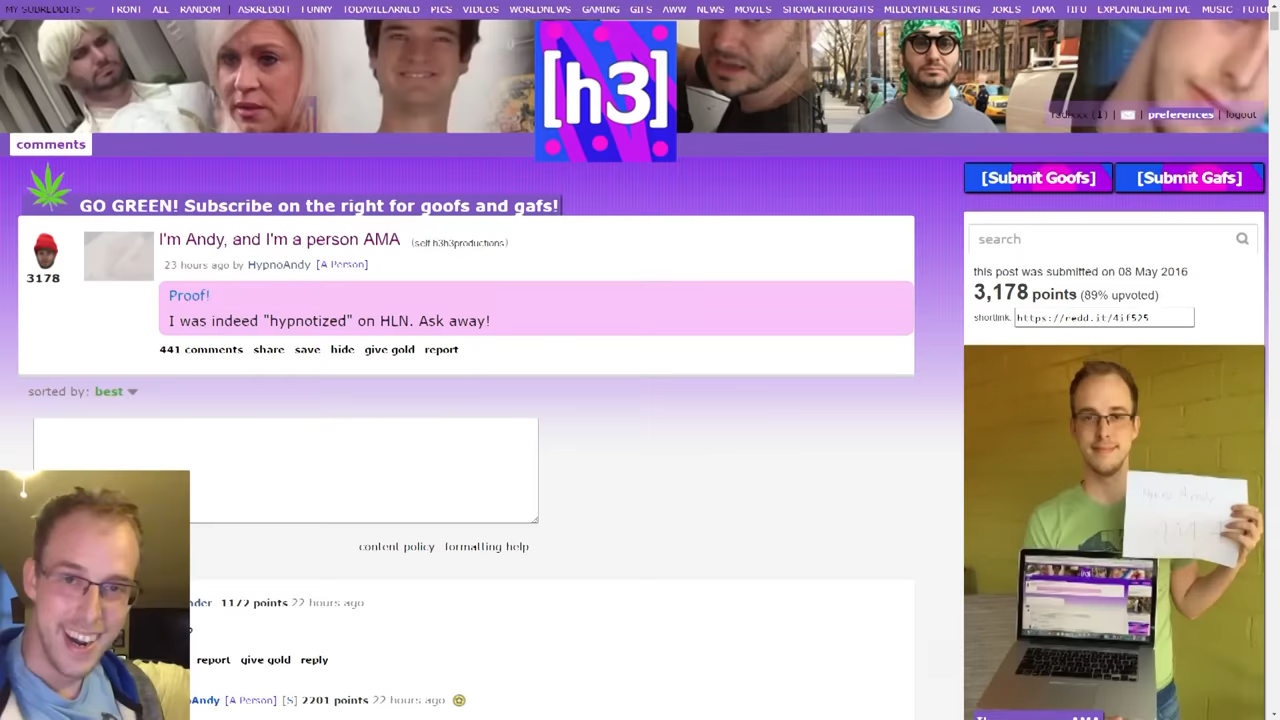 MY SUBREDDITS FRONT ALL RANDOM | ASKREDDIT FUNNY TODAYILEARNED PICS VIDEOS WORLDNEWS GAMING GIFS AWW NEWS MOVIES SHOWERTHOUGHTS MILDLYINTERESTING JOKES IAMA TIFU EXPLAINLIKEIMFIVE MUSIC
[h3]
(1) | preferences | logout
comments
[Submit Goofs] [Submit Gafs]
GO GREEN! Subscribe on the right for goofs and gafs!
I'm Andy, and I'm a person AMA (self.h3h3productions)
search
23 hours ago by HypnoAndy [A Person]
3178
this post was submitted on 08 May 2016
3,178 points (89% upvoted)
shortlink: https://redd.it/4if525
Proof!
I was indeed "hypnotized" on HLN. Ask away!
441 comments share save hide give gold report
sorted by: best
content policy formatting help
1172 points 22 hours ago
report give gold reply
Andy [A Person] [S] 2201 points 22 hours ago